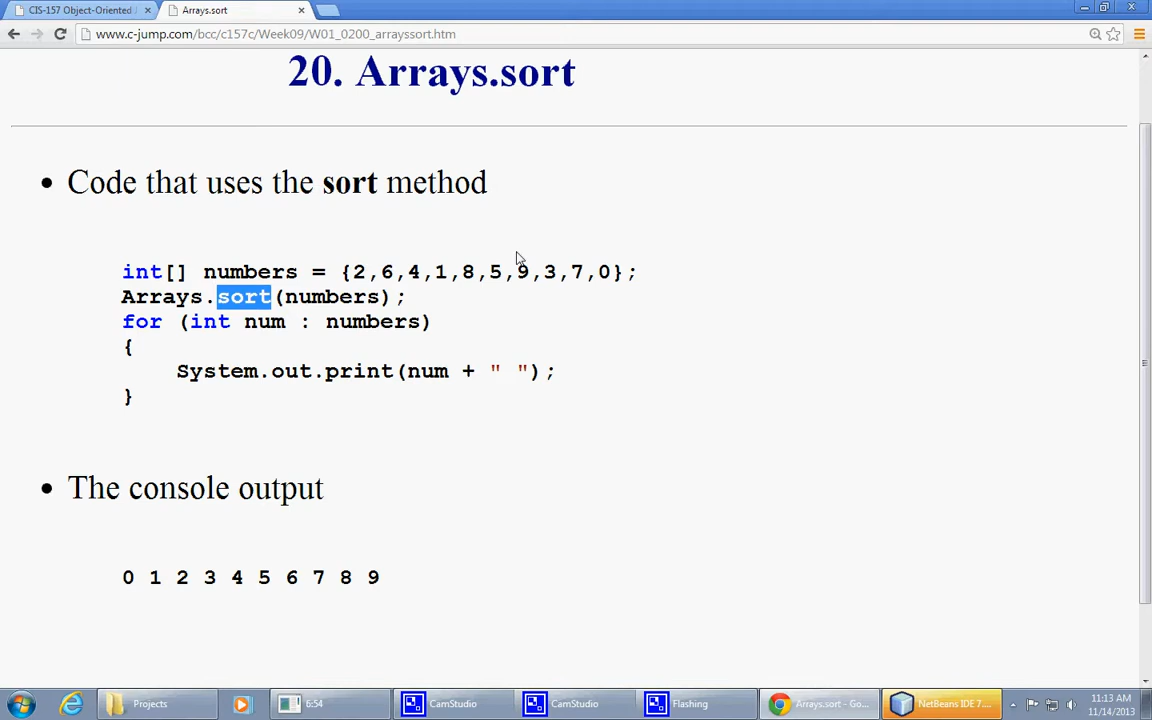 CIS-157 Object-Oriented
Arrays.sort
www.c-jump.com/bcc/c157c/Week09/W01_0200_arrayssort.htm
20. Arrays.sort
• Code that uses the sort method
int[] numbers = {2,6,4,1,8,5,9,3,7,0};
Arrays.sort(numbers);
for (int num : numbers)
{
System.out.print(num + " ");
}
• The console output
0 1 2 3 4 5 6 7 8 9
Projects
6:54
CamStudio
CamStudio
Flashing
Arrays.sort - Go...
NetBeans IDE 7....
11:13 AM
11/14/2013